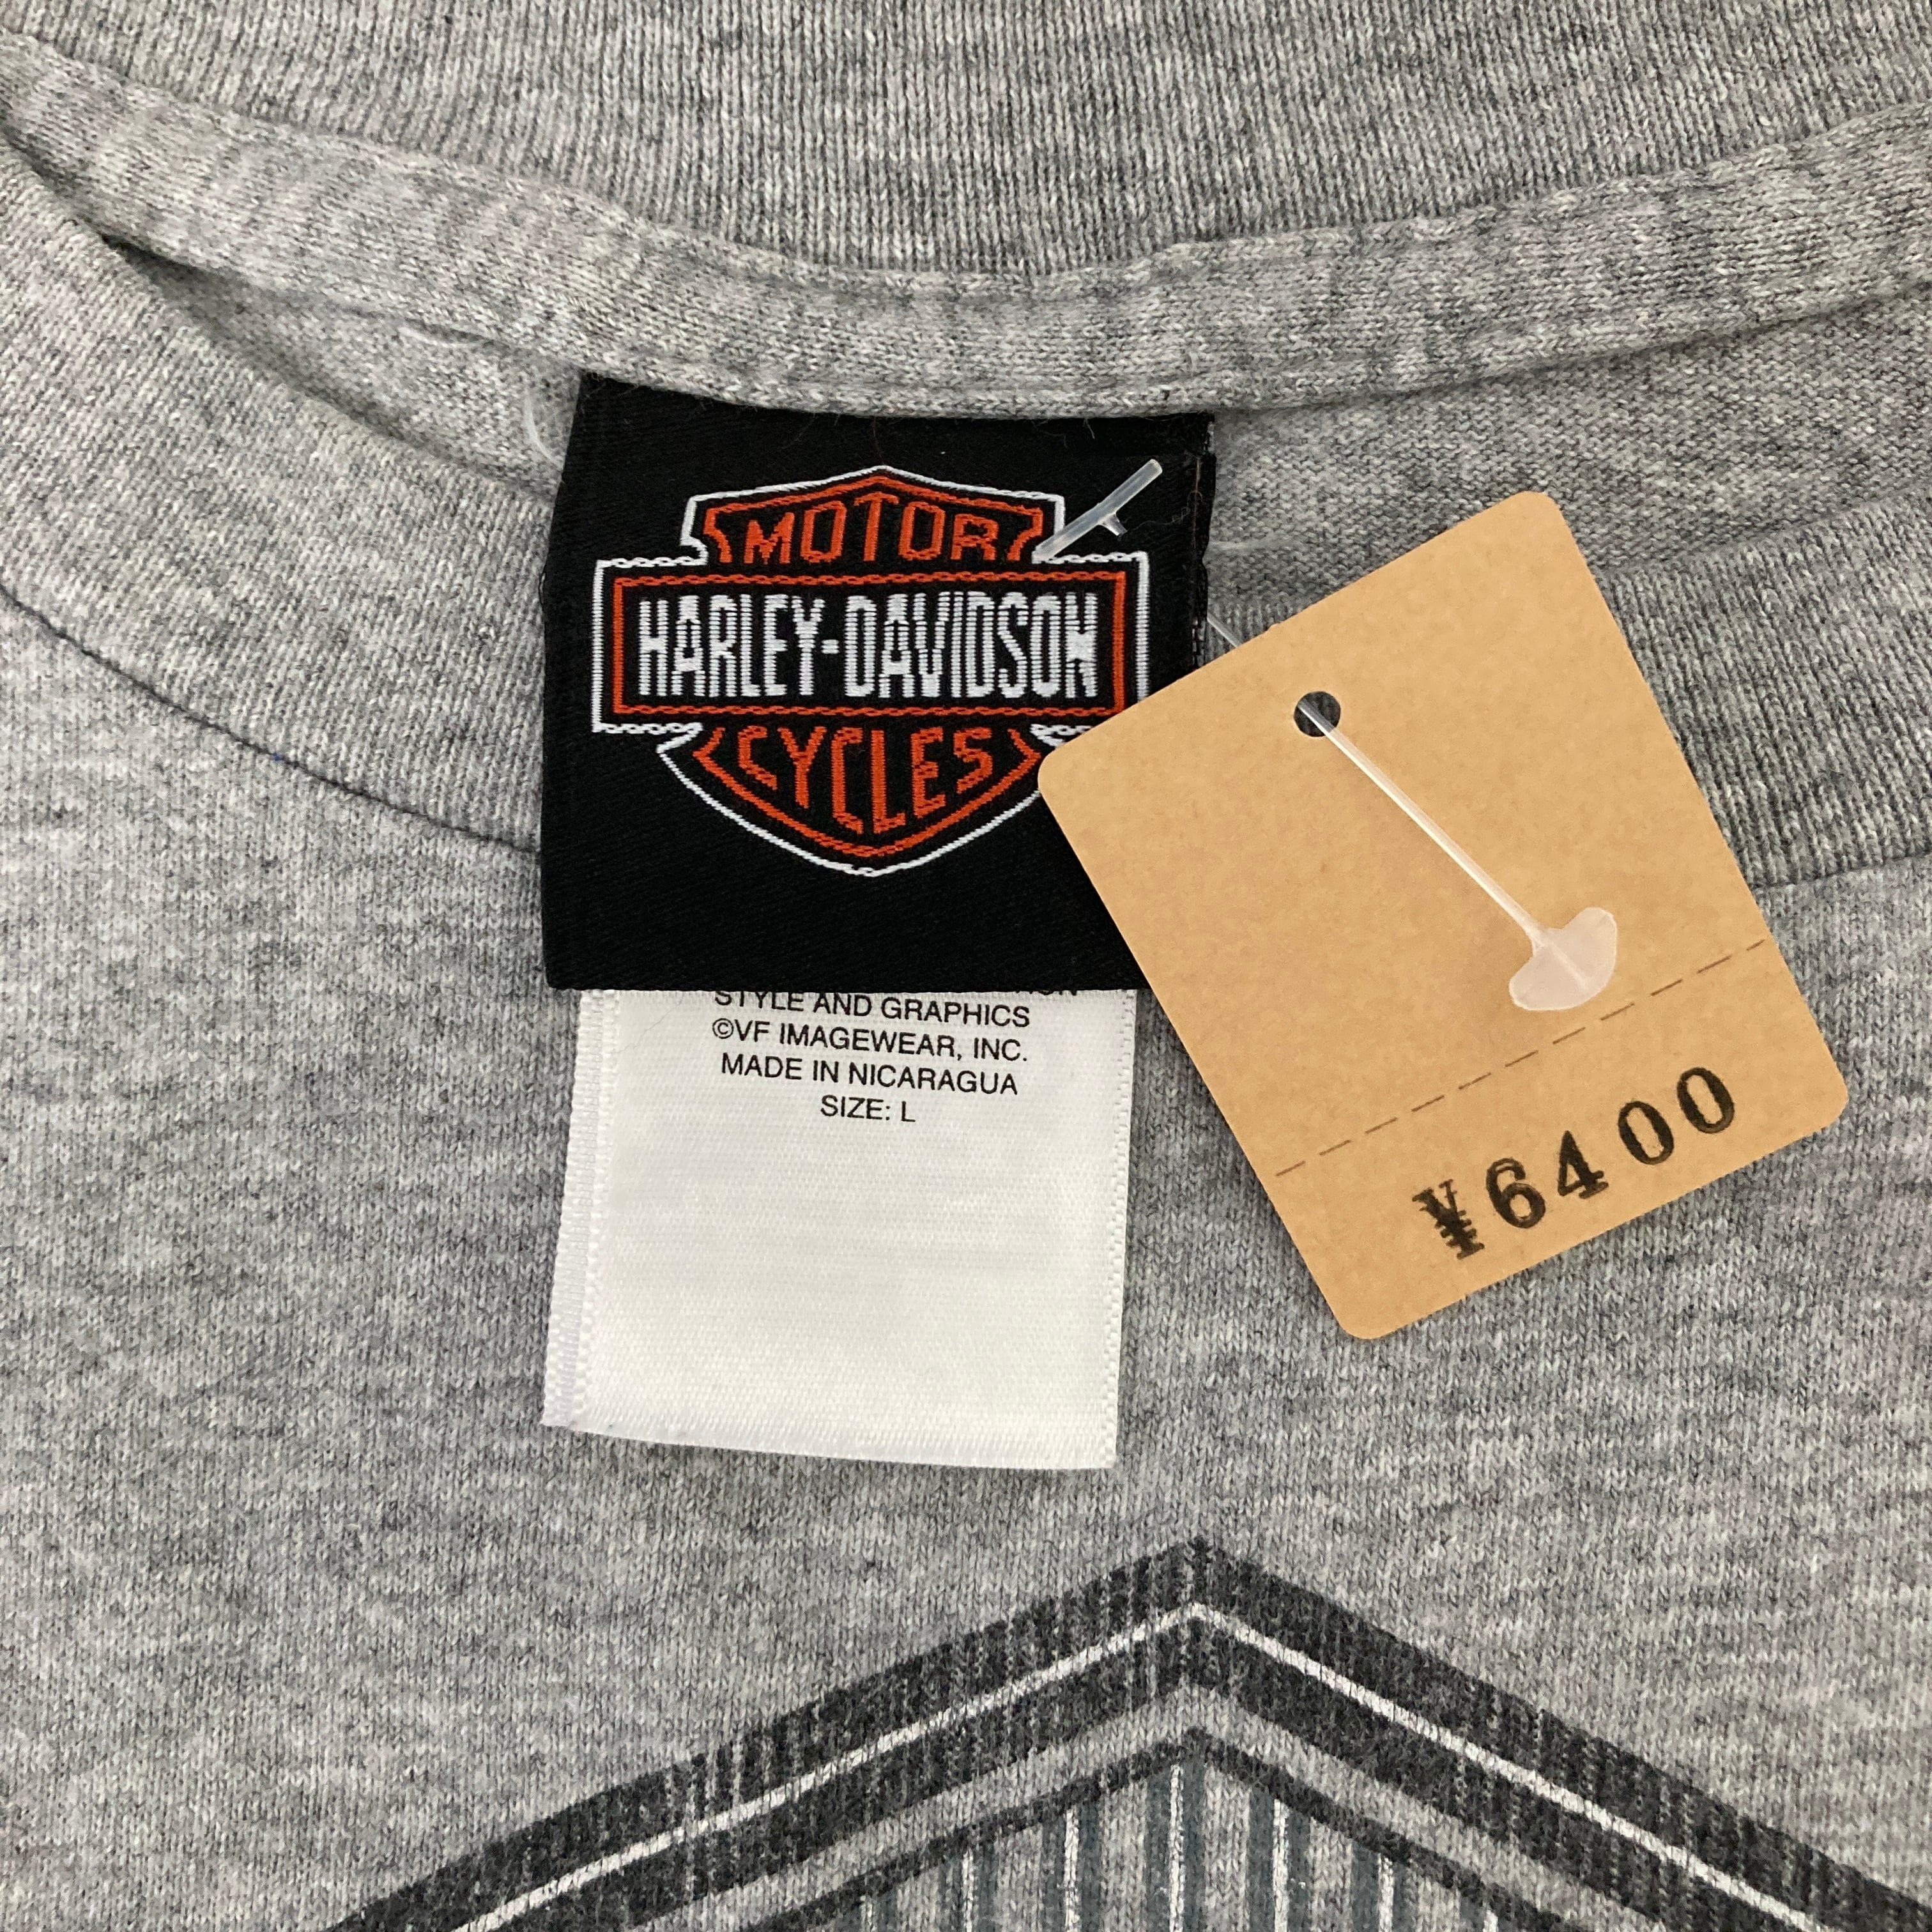 MOTOR
HARLEY-DAVIDSON
CYCLES
STYLE AND GRAPHICS
©VF IMAGEWEAR, INC.
MADE IN NICARAGUA
SIZE: L
¥6400